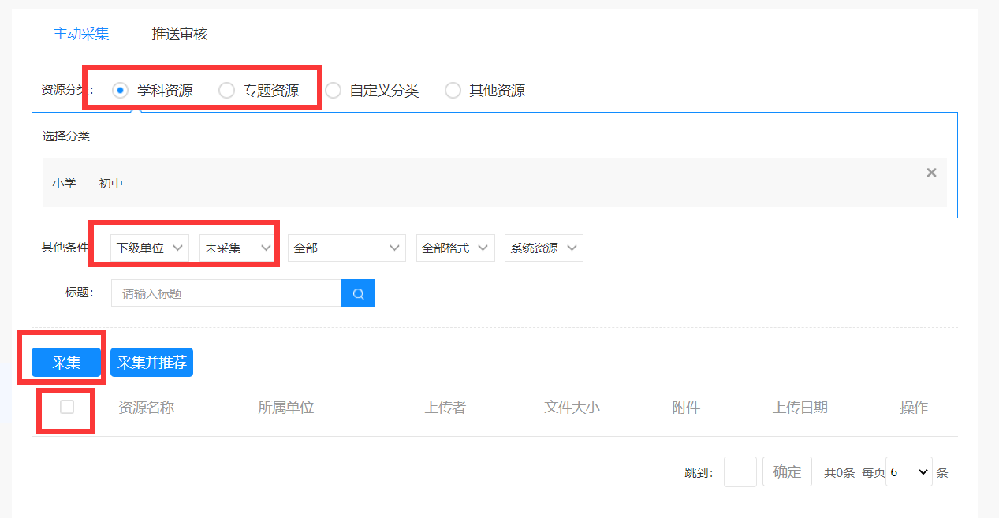 主动采集 推送审核
资源分类： 学科资源 专题资源 自定义分类 其他资源
选择分类
小学 初中
其他条件 下级单位 未采集 全部 全部格式 系统资源
标题： 请输入标题
采集 采集并推荐
资源名称 所属单位 上传者 文件大小 附件 上传日期 操作
跳到： 确定 共0条 每页 6 条